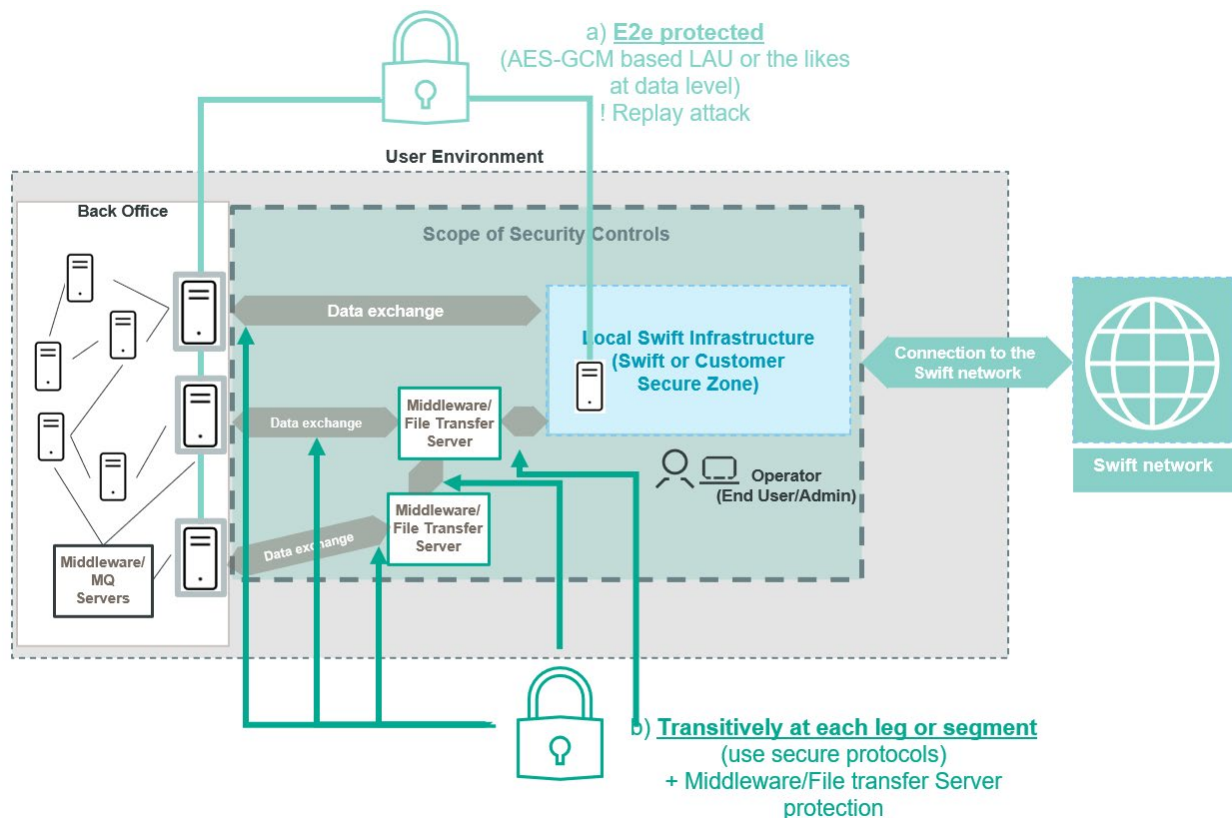 a) E2e protected
(AES-GCM based LAU or the likes
at data level)
! Replay attack
User Environment
Back Office
Scope of Security Controls
Data exchange
Local Swift Infrastructure
(Swift or Customer
Secure Zone)
Connection to the
Swift network
Data exchange
Middleware/
File Transfer
Server
Swift network
Operator
(End User/Admin)
Middleware/
File Transfer
Server
Data exchange
Middleware/
MQ
Servers
b) Transitively at each leg or segment
(use secure protocols)
+ Middleware/File transfer Server
protection